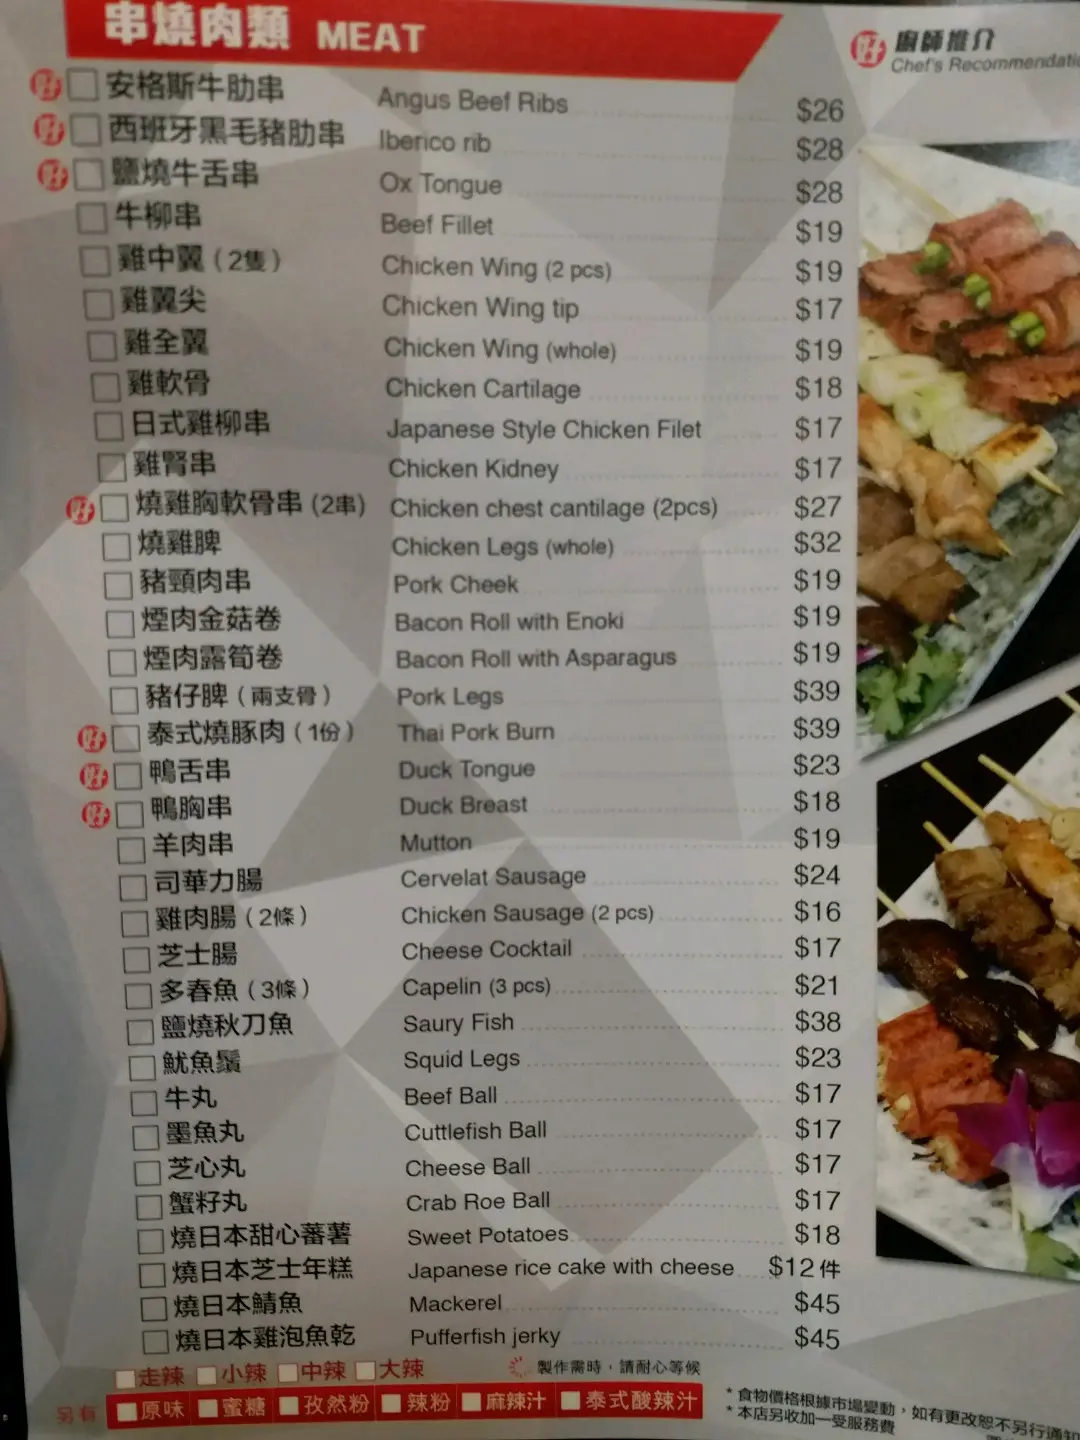 串燒肉類 MEAT
好 廚師推介
Chef's Recommendatio
好 安格斯牛肋串 Angus Beef Ribs $26
好 西班牙黑毛豬肋串 Iberico rib $28
好 鹽燒牛舌串 Ox Tongue $28
牛柳串 Beef Fillet $19
雞中翼(2隻) Chicken Wing (2 pcs) $19
雞翼尖 Chicken Wing tip $17
雞全翼 Chicken Wing (whole) $19
雞軟骨 Chicken Cartilage $18
日式雞柳串 Japanese Style Chicken Filet $17
雞腎串 Chicken Kidney $17
好 燒雞胸軟骨串(2串) Chicken chest cantilage (2pcs) $27
燒雞脾 Chicken Legs (whole) $32
豬頸肉串 Pork Cheek $19
煙肉金菇卷 Bacon Roll with Enoki $19
煙肉露筍卷 Bacon Roll with Asparagus $19
豬仔脾(兩支骨) Pork Legs $39
好 泰式燒豚肉(1份) Thai Pork Burn $39
好 鴨舌串 Duck Tongue $23
好 鴨胸串 Duck Breast $18
羊肉串 Mutton $19
司華力腸 Cervelat Sausage $24
雞肉腸(2條) Chicken Sausage (2 pcs) $16
芝士腸 Cheese Cocktail $17
多春魚(3條) Capelin (3 pcs) $21
鹽燒秋刀魚 Saury Fish $38
魷魚鬚 Squid Legs $23
牛丸 Beef Ball $17
墨魚丸 Cuttlefish Ball $17
芝心丸 Cheese Ball $17
蟹籽丸 Crab Roe Ball $17
燒日本甜心蕃薯 Sweet Potatoes $18
燒日本芝士年糕 Japanese rice cake with cheese $12件
燒日本鯖魚 Mackerel $45
燒日本雞泡魚乾 Pufferfish jerky $45
走辣 小辣 中辣 大辣 製作需時,請耐心等候
另有 原味 蜜糖 孜然粉 辣粉 麻辣汁 泰式酸辣汁
* 食物價格根據市場變動,如有更改恕不另行通知
* 本店另收加一受服務費